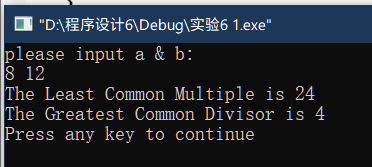 "D:\程序设计6\Debug\实验6 1.exe"
please input a & b:
8 12
The Least Common Multiple is 24
The Greatest Common Divisor is 4
Press any key to continue